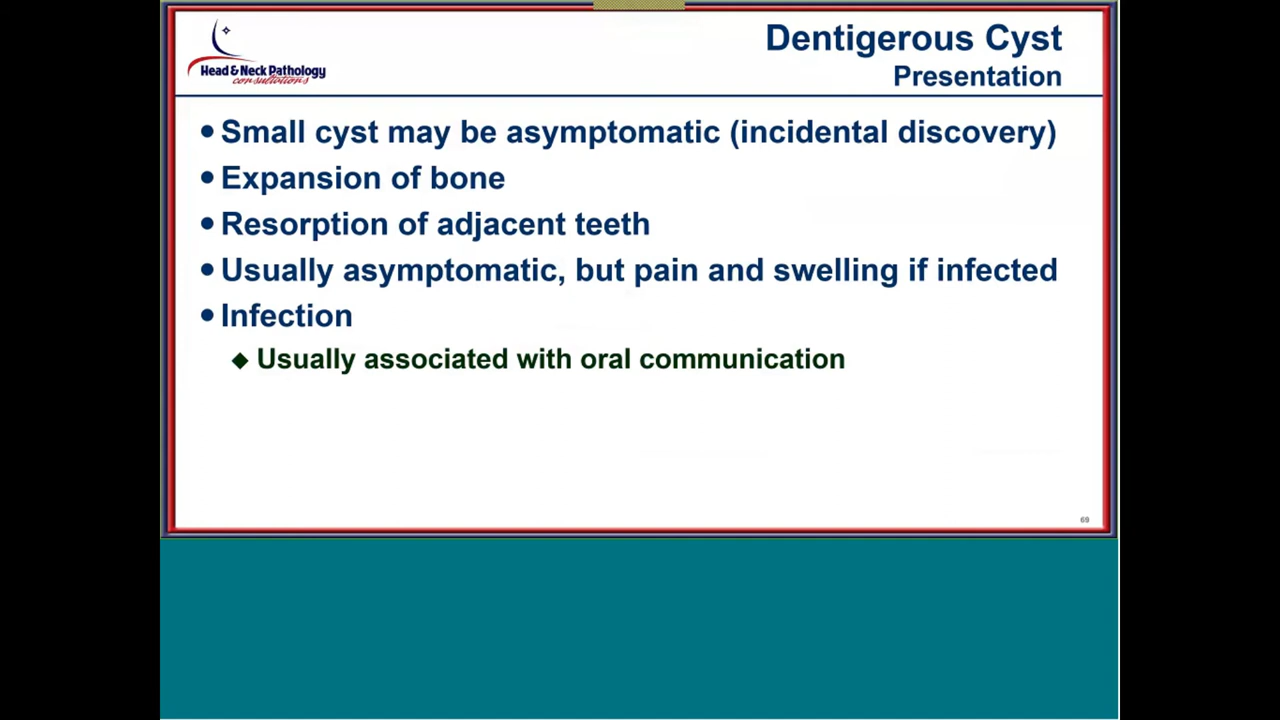 Head & Neck Pathology
consultations
Dentigerous Cyst
Presentation
• Small cyst may be asymptomatic (incidental discovery)
• Expansion of bone
• Resorption of adjacent teeth
• Usually asymptomatic, but pain and swelling if infected
• Infection
◆ Usually associated with oral communication
69